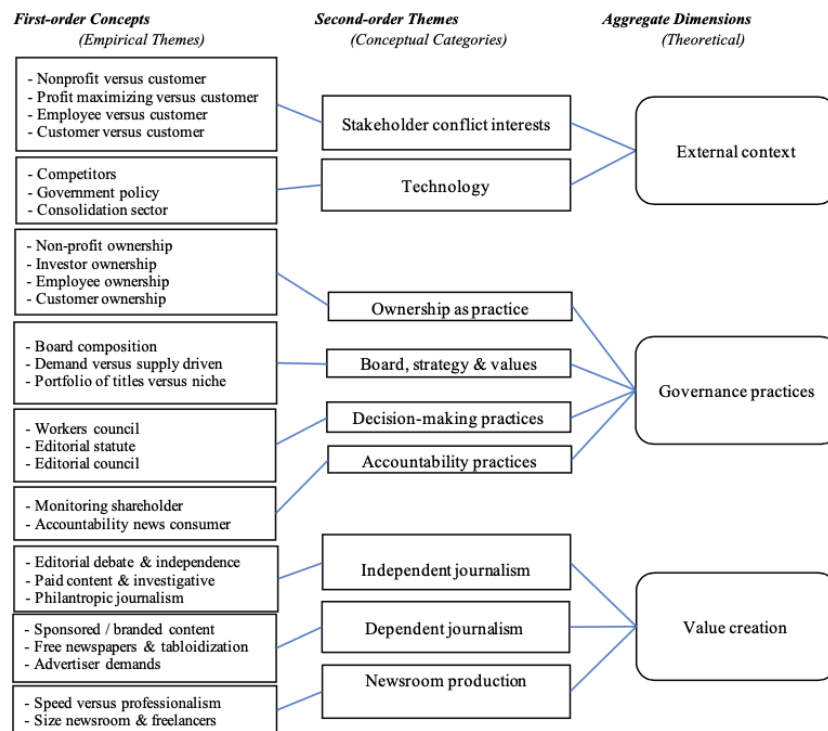 First-order Concepts
(Empirical Themes)
Second-order Themes
(Conceptual Categories)
Aggregate Dimensions
(Theoretical)
- Nonprofit versus customer
- Profit maximizing versus customer
- Employee versus customer
- Customer versus customer
Stakeholder conflict interests
External context
- Competitors
- Government policy
- Consolidation sector
Technology
- Non-profit ownership
- Investor ownership
- Employee ownership
- Customer ownership
Ownership as practice
- Board composition
- Demand versus supply driven
- Portfolio of titles versus niche
Board, strategy & values
Governance practices
- Workers council
- Editorial statute
- Editorial council
Decision-making practices
Accountability practices
- Monitoring shareholder
- Accountability news consumer
- Editorial debate & independence
- Paid content & investigative
- Philantropic journalism
Independent journalism
- Sponsored / branded content
- Free newspapers & tabloidization
- Advertiser demands
Dependent journalism
Value creation
Newsroom production
- Speed versus professionalism
- Size newsroom & freelancers